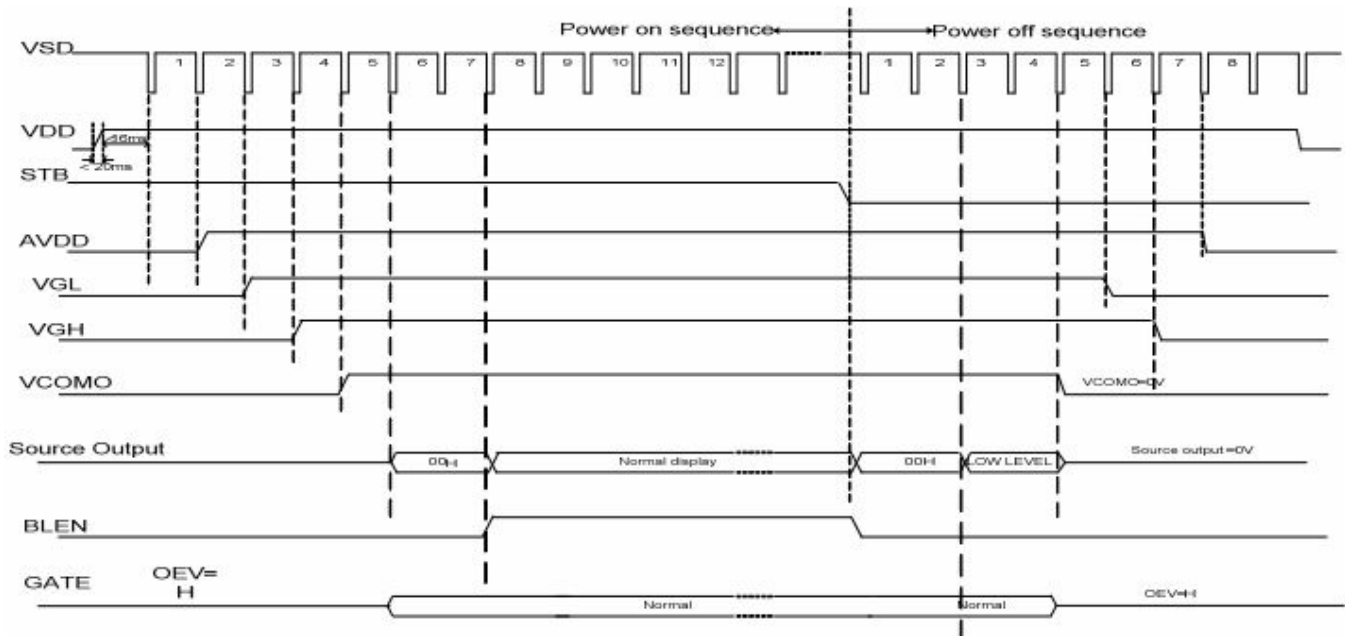 Power on sequence
Power off sequence
VSD
1 2 3 4 5 6 7 8 9 10 11 12
1 2 3 4 5 6 7 8
VDD
<16ms
< 20ms
STB
AVDD
VGL
VGH
VCOMO
VCOMO=0V
Source Output
00H
Normal display
00H
LOW LEVEL
Source output =0V
BLEN
GATE
OEV=
H
Normal
Normal
OEV=H